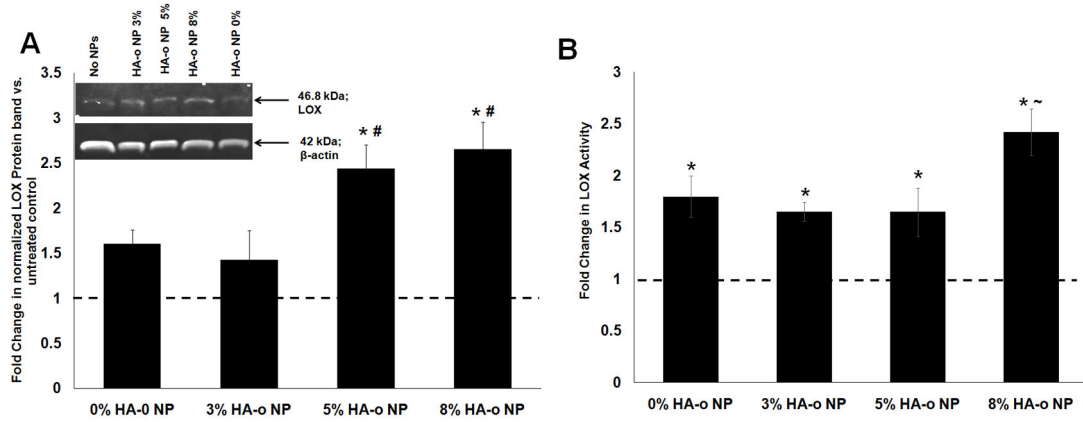 A
No NPs
HA-o NP 3%
HA-o NP 5%
HA-o NP 8%
HA-o NP 0%
46.8 kDa;
LOX
42 kDa;
β-actin
Fold Change in normalized LOX Protein band vs.
untreated control
3.5
3
2.5
2
1.5
1
0.5
0
* #
* #
0% HA-0 NP
3% HA-o NP
5% HA-o NP
8% HA-o NP
B
Fold Change in LOX Activity
3
2.5
2
1.5
1
0.5
0
*
*
*
* ~
0% HA-o NP
3% HA-o NP
5% HA-o NP
8% HA-o NP